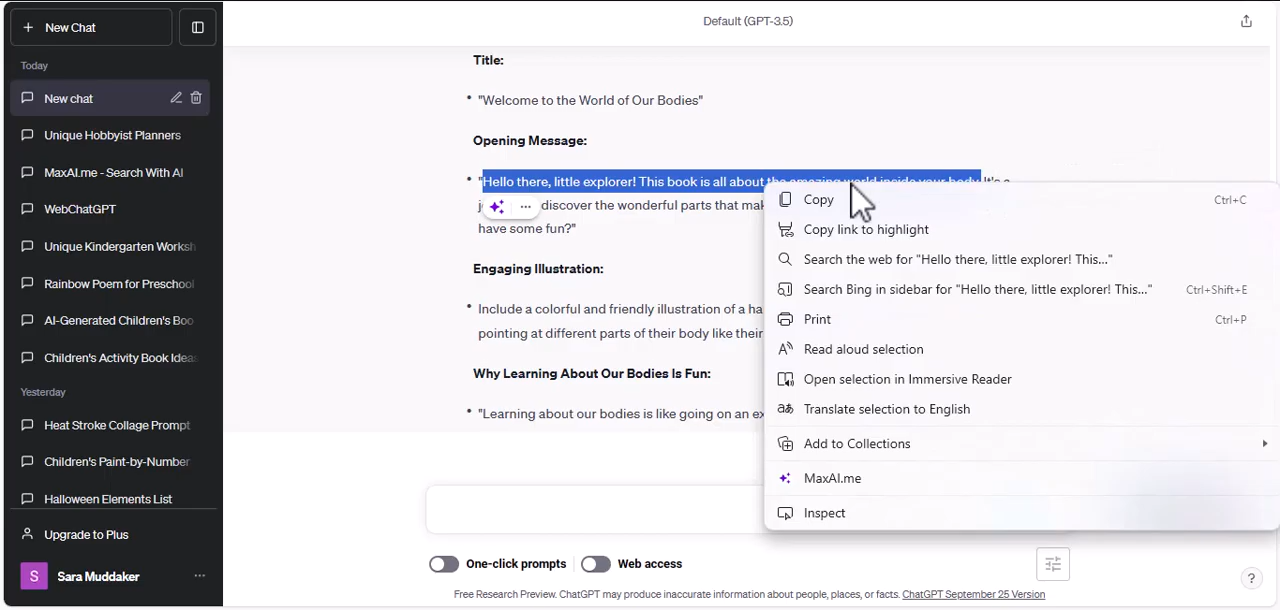 New Chat
Today
New chat
Unique Hobbyist Planners
MaxAI.me - Search With AI
WebChatGPT
Unique Kindergarten Worksh
Rainbow Poem for Preschool
AI-Generated Children's Boo
Children's Activity Book Ideas
Yesterday
Heat Stroke Collage Prompt
Children's Paint-by-Number
Halloween Elements List
Upgrade to Plus
S Sara Muddaker
Default (GPT-3.5)
Title:
• "Welcome to the World of Our Bodies"
Opening Message:
• "Hello there, little explorer! This book is all about the amazing world inside your body. It's a
discover the wonderful parts that mak
have some fun?"
Engaging Illustration:
• Include a colorful and friendly illustration of a ha
pointing at different parts of their body like their
Why Learning About Our Bodies Is Fun:
• "Learning about our bodies is like going on an ex
Copy Ctrl+C
Copy link to highlight
Search the web for "Hello there, little explorer! This..."
Search Bing in sidebar for "Hello there, little explorer! This..." Ctrl+Shift+E
Print Ctrl+P
Read aloud selection
Open selection in Immersive Reader
Translate selection to English
Add to Collections
MaxAI.me
Inspect
One-click prompts Web access
Free Research Preview. ChatGPT may produce inaccurate information about people, places, or facts. ChatGPT September 25 Version
?